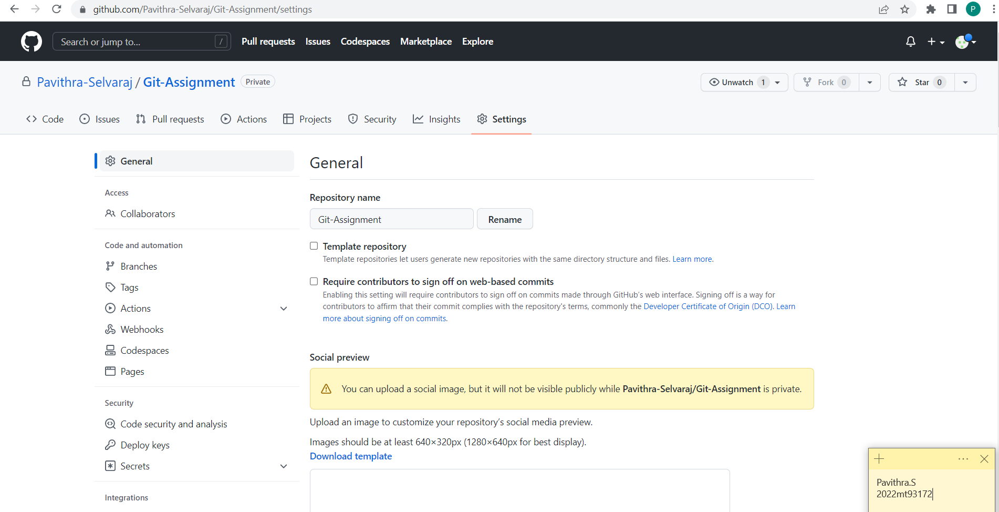 github.com/Pavithra-Selvaraj/Git-Assignment/settings
P
Search or jump to... /
Pull requests Issues Codespaces Marketplace Explore
Pavithra-Selvaraj / Git-Assignment Private
Unwatch 1
Fork 0
Star 0
Code Issues Pull requests Actions Projects Security Insights Settings
General
Access
Collaborators
Code and automation
Branches
Tags
Actions
Webhooks
Codespaces
Pages
Security
Code security and analysis
Deploy keys
Secrets
Integrations
General
Repository name
Git-Assignment Rename
Template repository
Template repositories let users generate new repositories with the same directory structure and files. Learn more.
Require contributors to sign off on web-based commits
Enabling this setting will require contributors to sign off on commits made through GitHub’s web interface. Signing off is a way for
contributors to affirm that their commit complies with the repository's terms, commonly the Developer Certificate of Origin (DCO). Learn
more about signing off on commits.
Social preview
You can upload a social image, but it will not be visible publicly while Pavithra-Selvaraj/Git-Assignment is private.
Upload an image to customize your repository’s social media preview.
Images should be at least 640×320px (1280×640px for best display).
Download template
Pavithra.S
2022mt93172